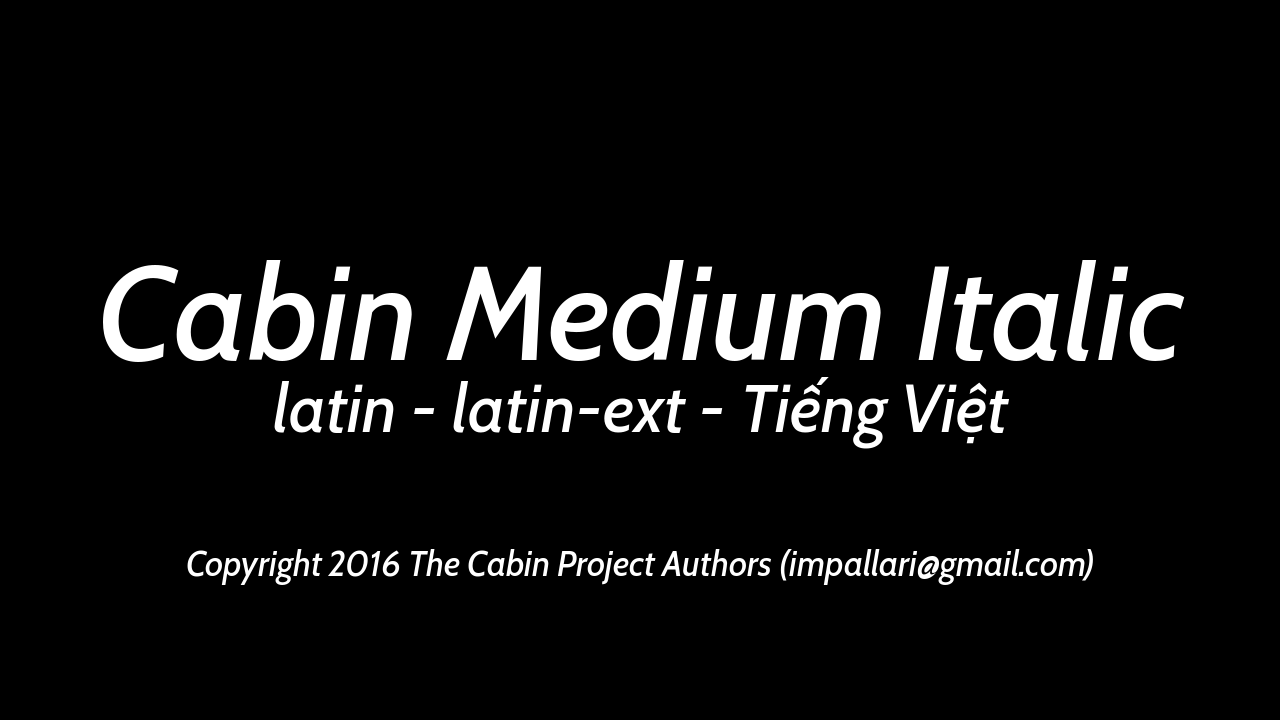 Cabin Medium Italic
latin - latin-ext - Tiếng Việt
Copyright 2016 The Cabin Project Authors (impallari@gmail.com)